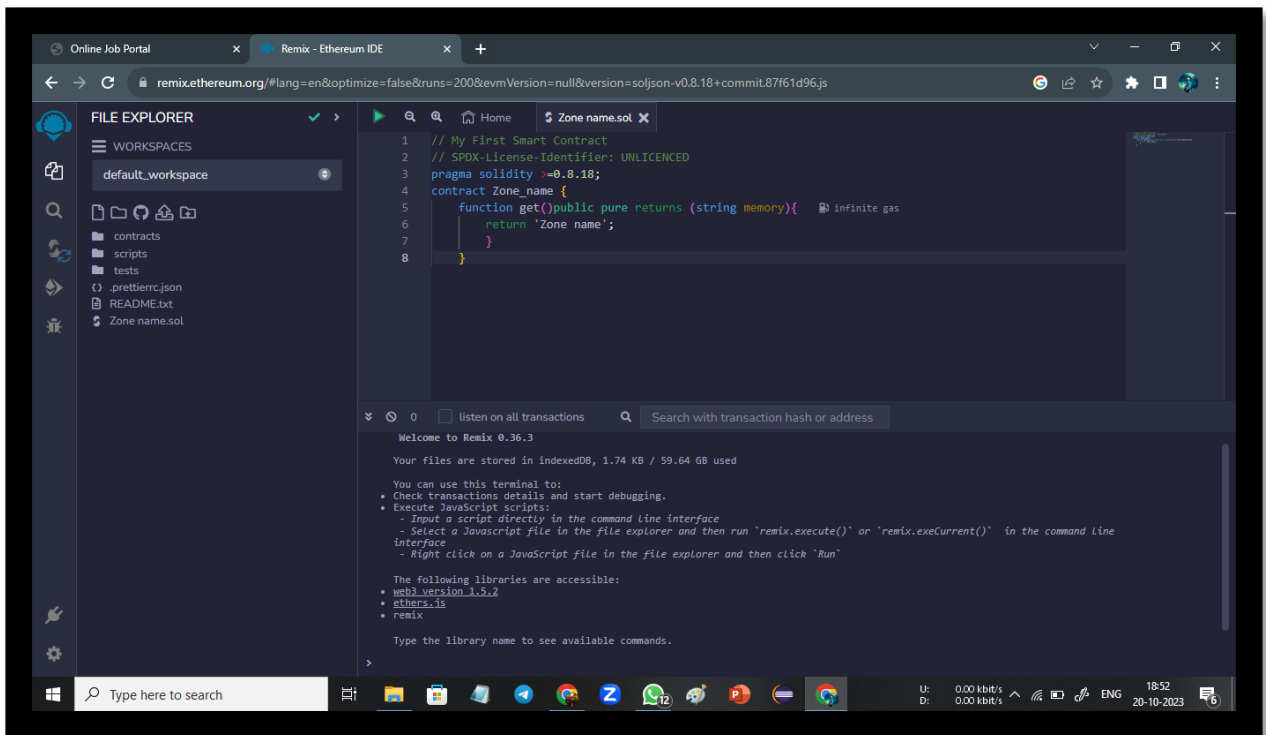 Online Job Portal
Remix - Ethereum IDE
remix.ethereum.org/#lang=en&optimize=false&runs=200&evmVersion=null&version=soljson-v0.8.18+commit.87f61d96.js
FILE EXPLORER
WORKSPACES
default_workspace
contracts
scripts
tests
.prettierrc.json
README.txt
Zone name.sol
Home
Zone name.sol
1 // My First Smart Contract
2 // SPDX-License-Identifier: UNLICENCED
3 pragma solidity >=0.8.18;
4 contract Zone_name {
5 function get()public pure returns (string memory){ infinite gas
6 return 'Zone name';
7 }
8 }
0 listen on all transactions Search with transaction hash or address
Welcome to Remix 0.36.3
Your files are stored in indexedDB, 1.74 KB / 59.64 GB used
You can use this terminal to:
• Check transactions details and start debugging.
• Execute JavaScript scripts:
- Input a script directly in the command line interface
- Select a Javascript file in the file explorer and then run `remix.execute()` or `remix.exeCurrent()` in the command line
interface
- Right click on a JavaScript file in the file explorer and then click `Run`
The following libraries are accessible:
• web3 version 1.5.2
• ethers.js
• remix
Type the library name to see available commands.
>
Type here to search
12
U: 0.00 kbit/s
D: 0.00 kbit/s
ENG
18:52
20-10-2023
6